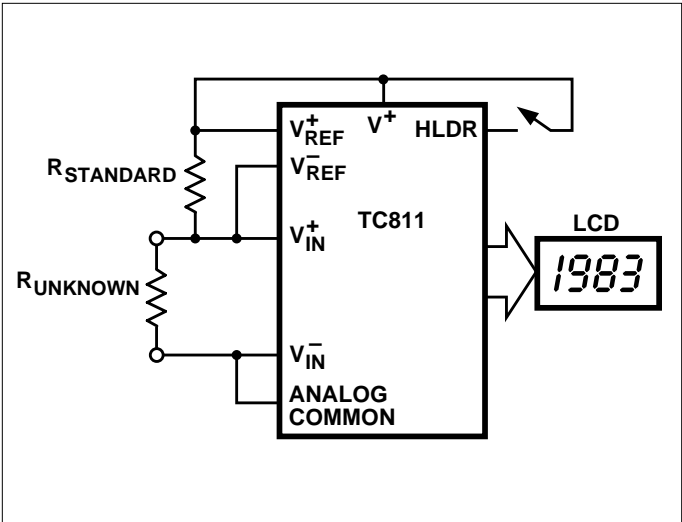 V+REF
V+
HLDR
V−REF
RSTANDARD
TC811
LCD
V+IN
1983
RUNKNOWN
V−IN
ANALOG
COMMON